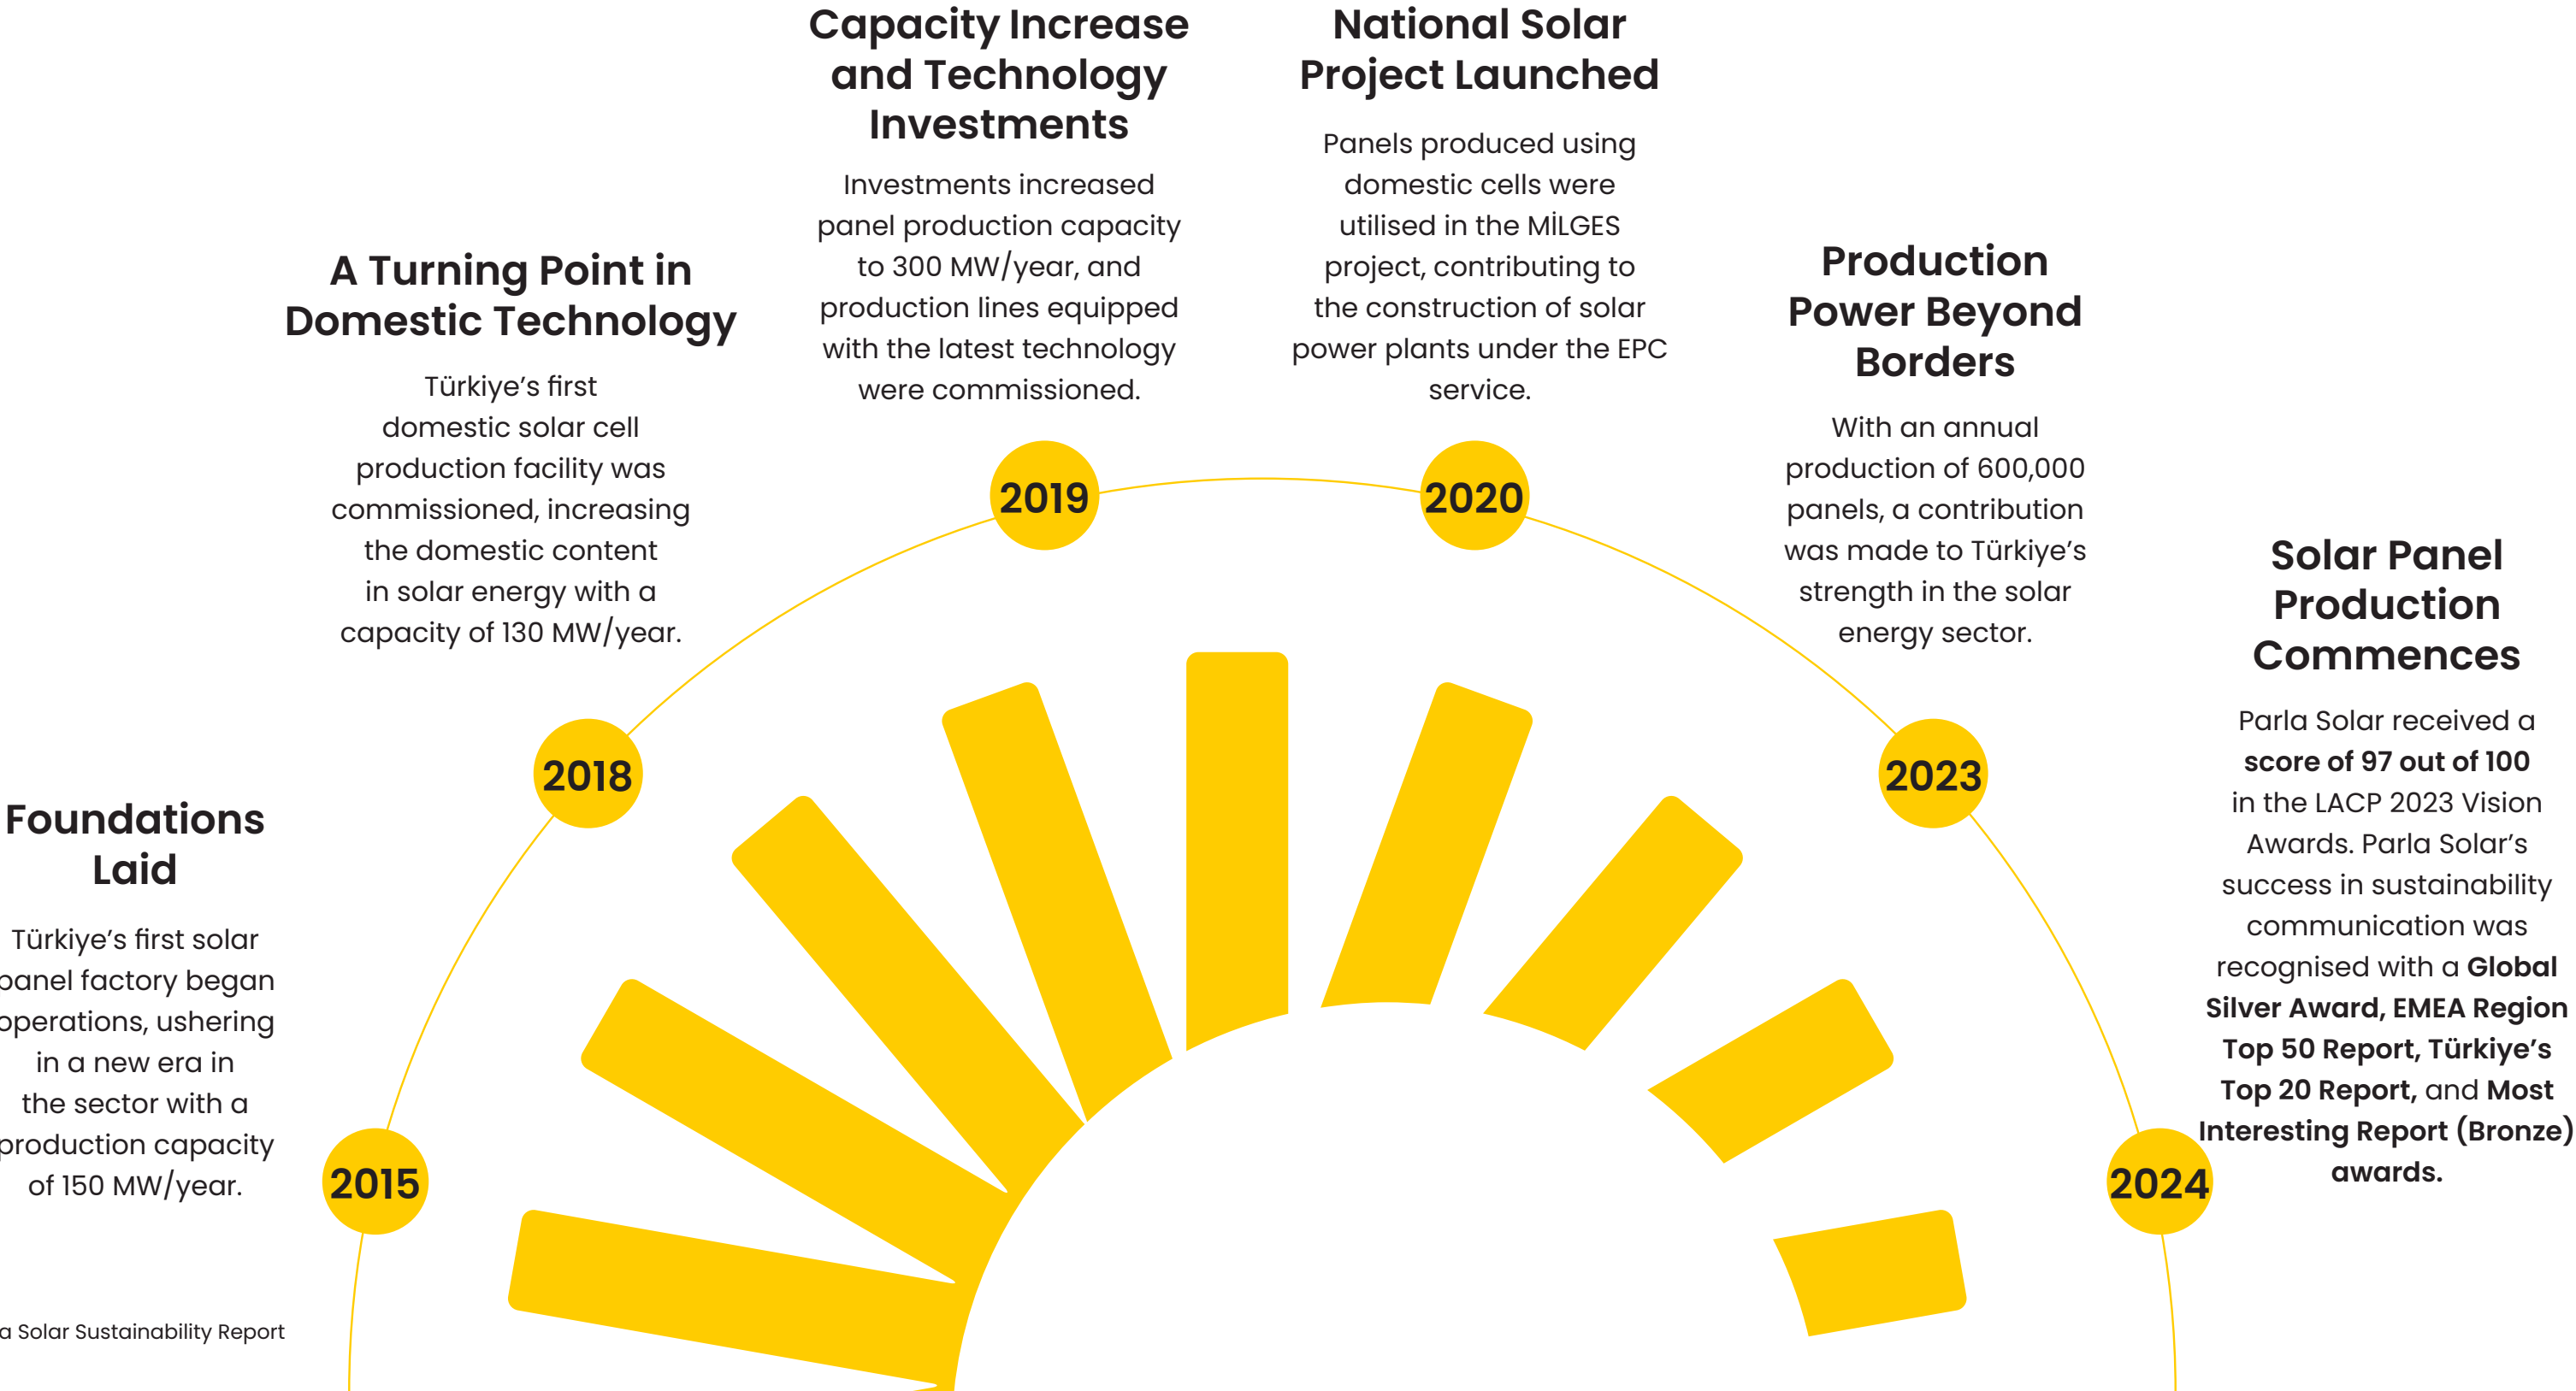 Foundations
Laid
Türkiye's first solar
panel factory began
operations, ushering
in a new era in
the sector with a
production capacity
of 150 MW/year.
2015
A Turning Point in
Domestic Technology
Türkiye's first
domestic solar cell
production facility was
commissioned, increasing
the domestic content
in solar energy with a
capacity of 130 MW/year.
2018
Capacity Increase
and Technology
Investments
Investments increased
panel production capacity
to 300 MW/year, and
production lines equipped
with the latest technology
were commissioned.
2019
National Solar
Project Launched
Panels produced using
domestic cells were
utilised in the MİLGES
project, contributing to
the construction of solar
power plants under the EPC
service.
2020
Production
Power Beyond
Borders
With an annual
production of 600,000
panels, a contribution
was made to Türkiye's
strength in the solar
energy sector.
2023
Solar Panel
Production
Commences
Parla Solar received a
score of 97 out of 100
in the LACP 2023 Vision
Awards. Parla Solar's
success in sustainability
communication was
recognised with a Global
Silver Award, EMEA Region
Top 50 Report, Türkiye's
Top 20 Report, and Most
Interesting Report (Bronze)
awards.
2024
a Solar Sustainability Report